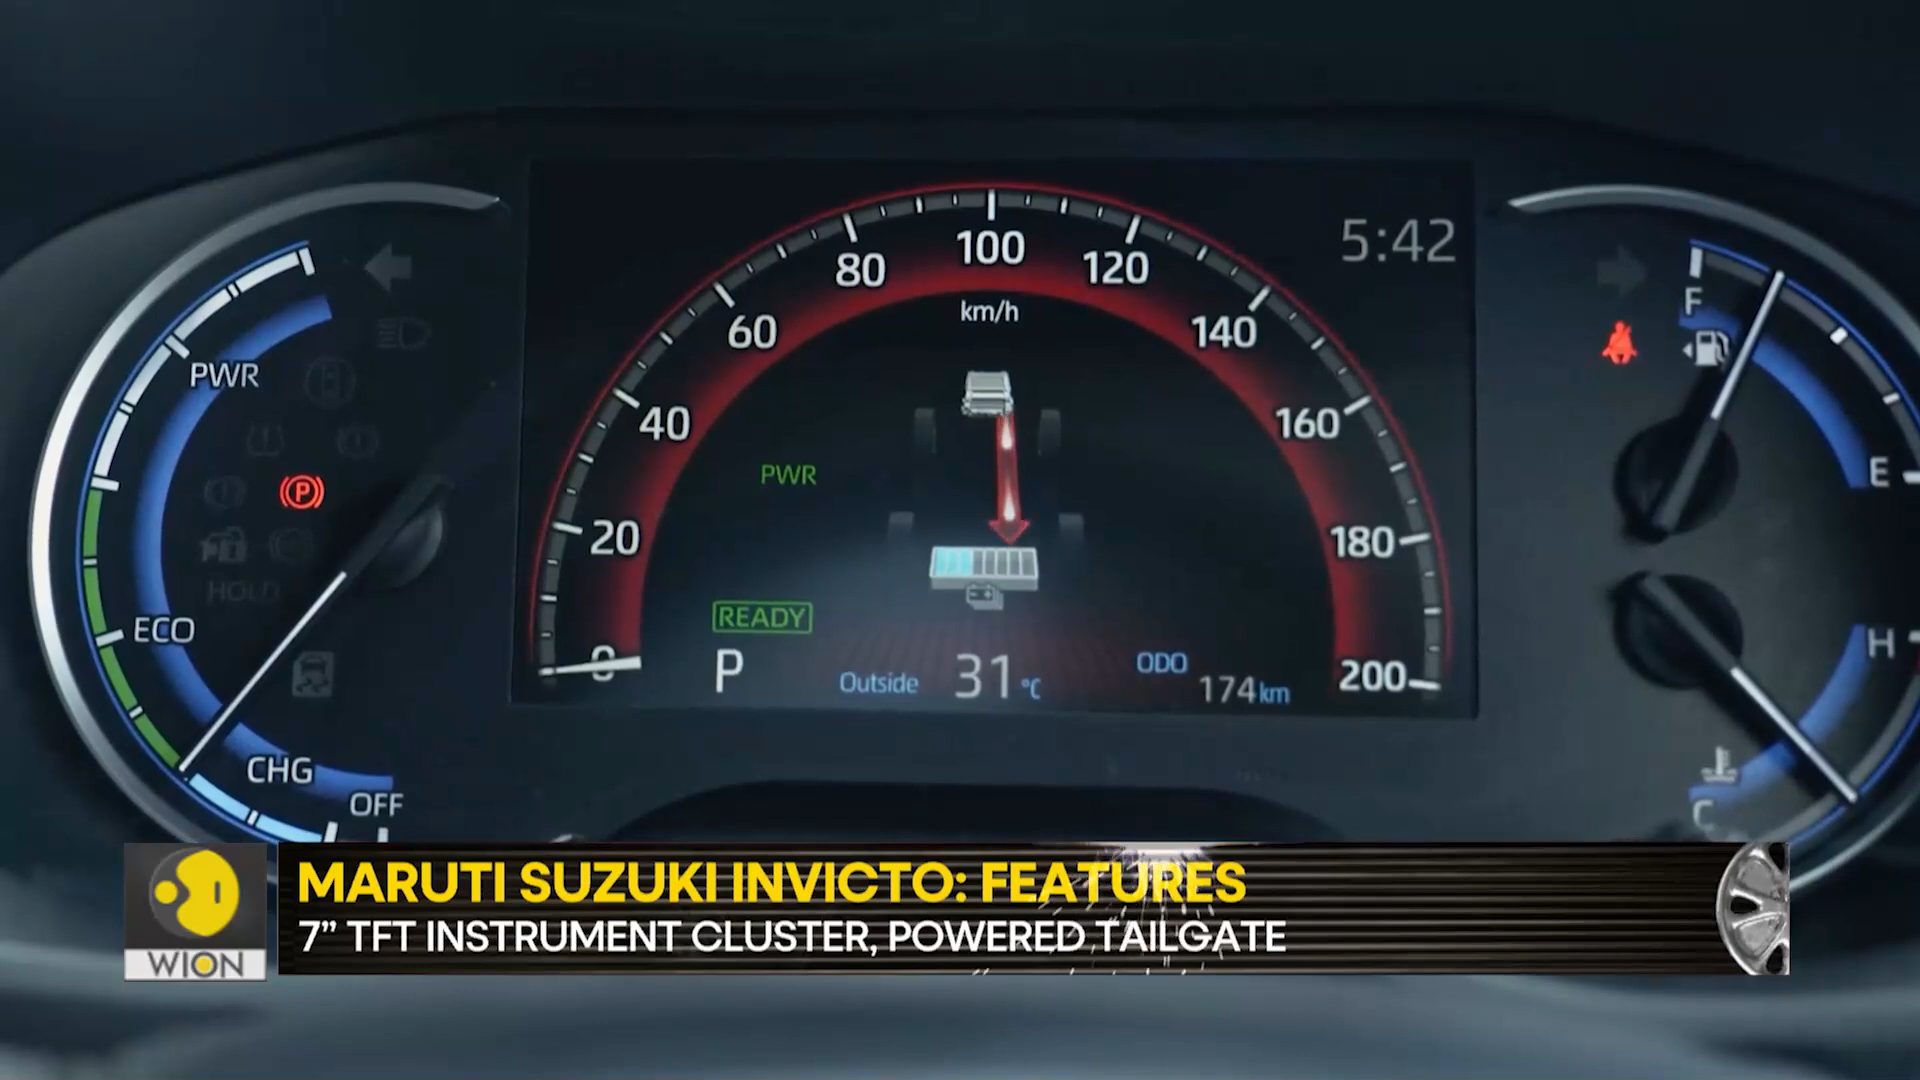 5:42
100
80
120
km/h
60
140
40
160
20
180
0
200
PWR
READY
P
Outside 31 °C
ODO 174 km
PWR
ECO
CHG
OFF
HOLD
P
F
E
H
C
MARUTI SUZUKI INVICTO: FEATURES
7” TFT INSTRUMENT CLUSTER, POWERED TAILGATE
WION